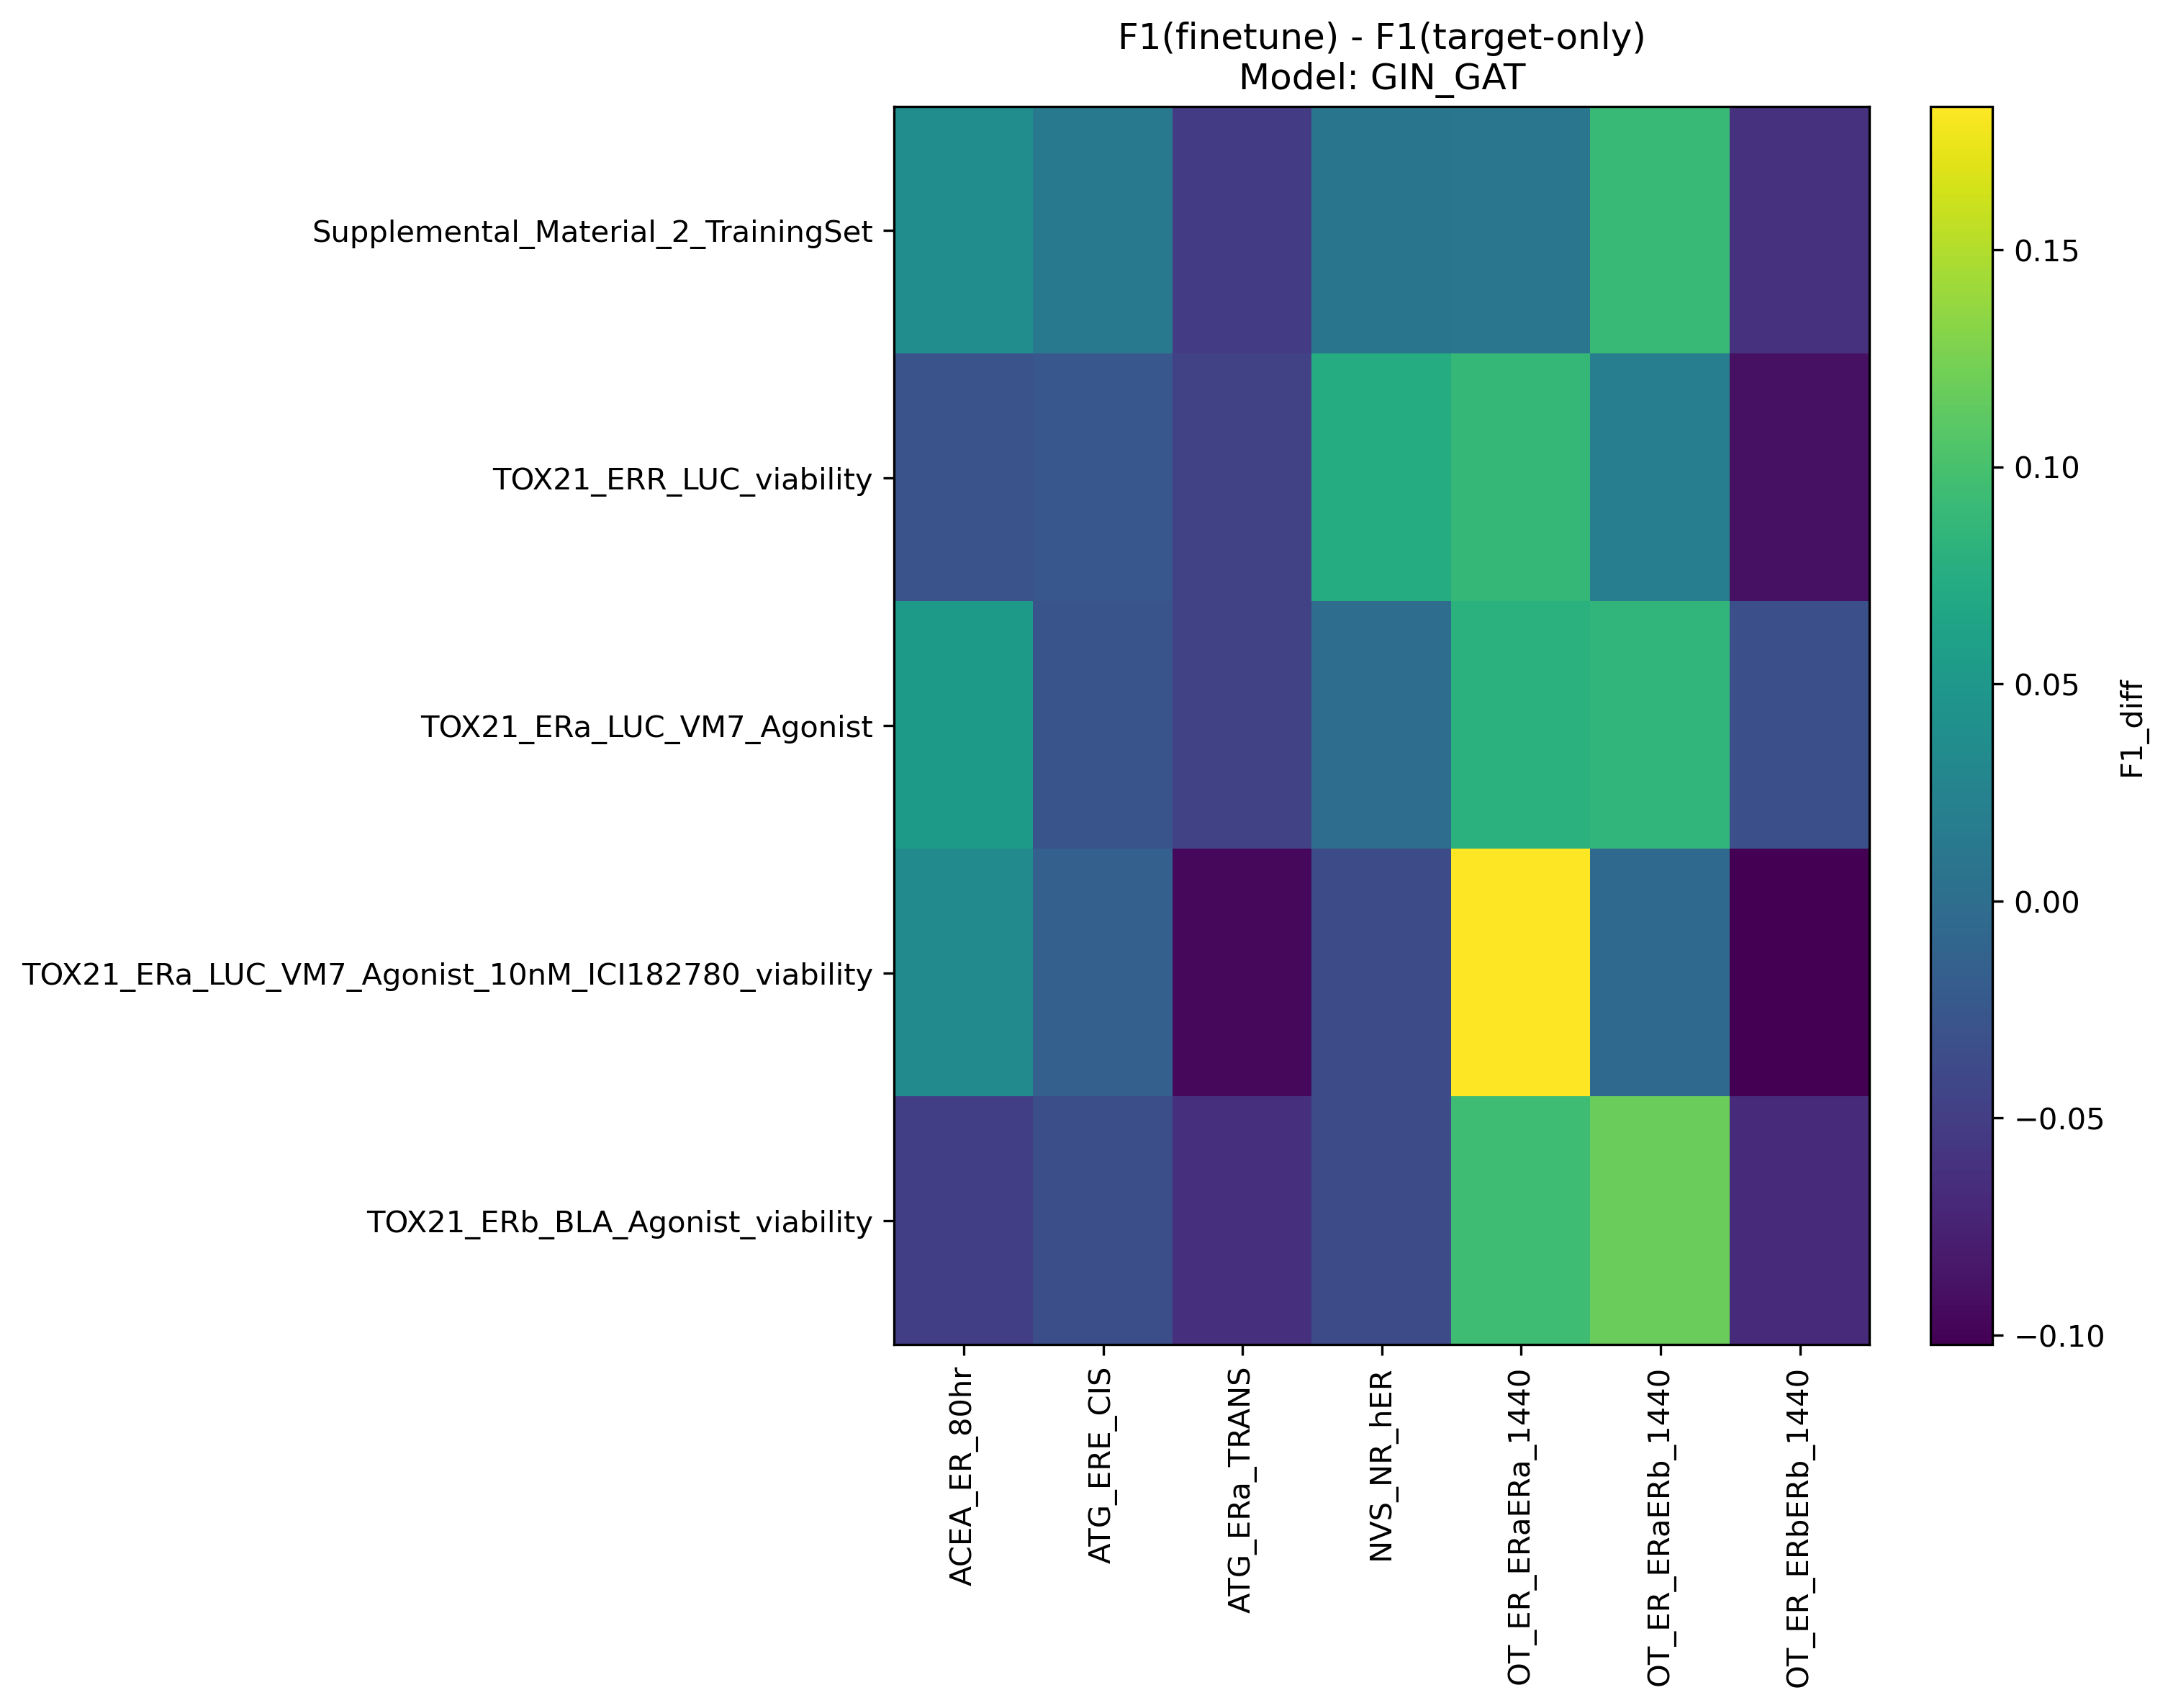 F1(finetune) - F1(target-only)
Model: GIN_GAT
Supplemental_Material_2_TrainingSet
TOX21_ERR_LUC_viability
TOX21_ERa_LUC_VM7_Agonist
TOX21_ERa_LUC_VM7_Agonist_10nM_ICI182780_viability
TOX21_ERb_BLA_Agonist_viability
ACEA_ER_80hr
ATG_ERE_CIS
ATG_ERa_TRANS
NVS_NR_hER
OT_ER_ERaERa_1440
OT_ER_ERaERb_1440
OT_ER_ERbERb_1440
0.15
0.10
0.05
0.00
−0.05
−0.10
F1_diff